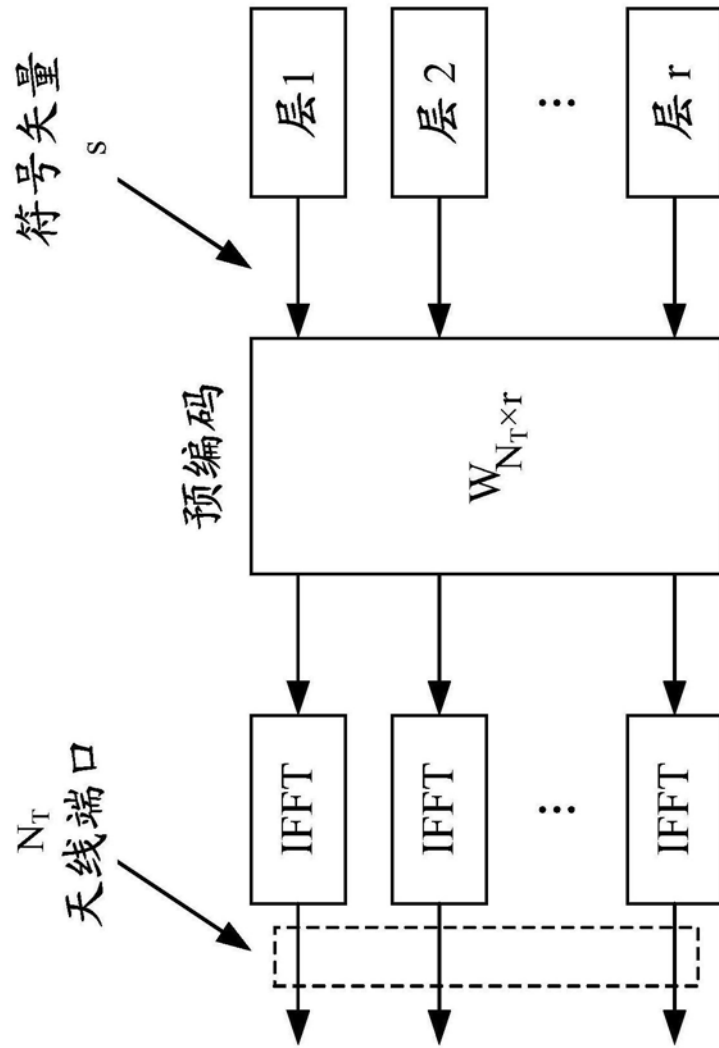 符号矢量
s
层 1
层 2
...
层 r
预编码
W_{N_T×r}
N_T
天线端口
IFFT
IFFT
...
IFFT